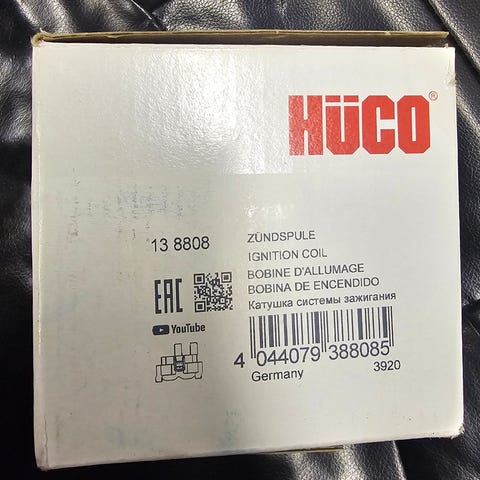 HÜCO®
13 8808
ZÜNDSPULE
IGNITION COIL
BOBINE D'ALLUMAGE
BOBINA DE ENCENDIDO
Катушка системы зажигания
EAC
YouTube
4 044079 388085
Germany
3920